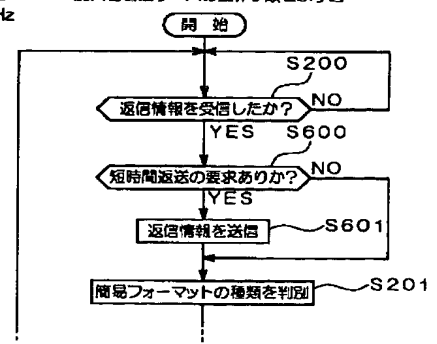 Hz
開 始
S200
返信情報を受信したか?
NO
YES
S600
短時間返送の要求ありか?
NO
YES
返信情報を送信
S601
簡易フォーマットの種類を判別
S201